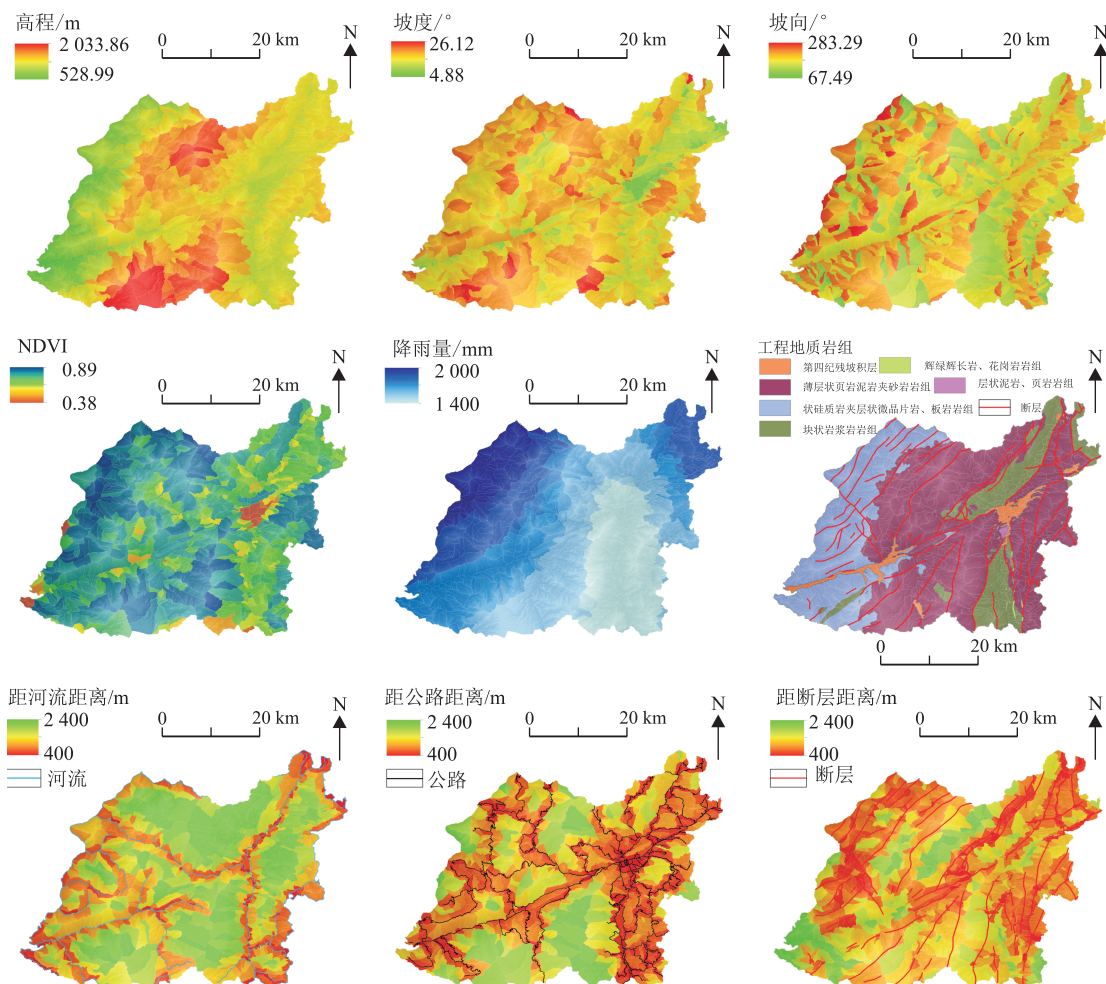 高程/m
2 033.86
528.99
0 20 km
N
坡度/°
26.12
4.88
0 20 km
N
坡向/°
283.29
67.49
0 20 km
N
NDVI
0.89
0.38
N
降雨量/mm
2 000
1 400
N
工程地质岩组
第四纪残坡积层
辉绿辉长岩、花岗岩岩组
薄层状页岩泥岩夹砂岩岩组
层状泥岩、页岩岩组
状硅质岩夹层状微晶片岩、板岩岩组
断层
块状岩浆岩岩组
N
0 20 km
距河流距离/m
2 400
400
河流
0 20 km
N
距公路距离/m
2 400
400
公路
0 20 km
N
距断层距离/m
2 400
400
断层
0 20 km
N